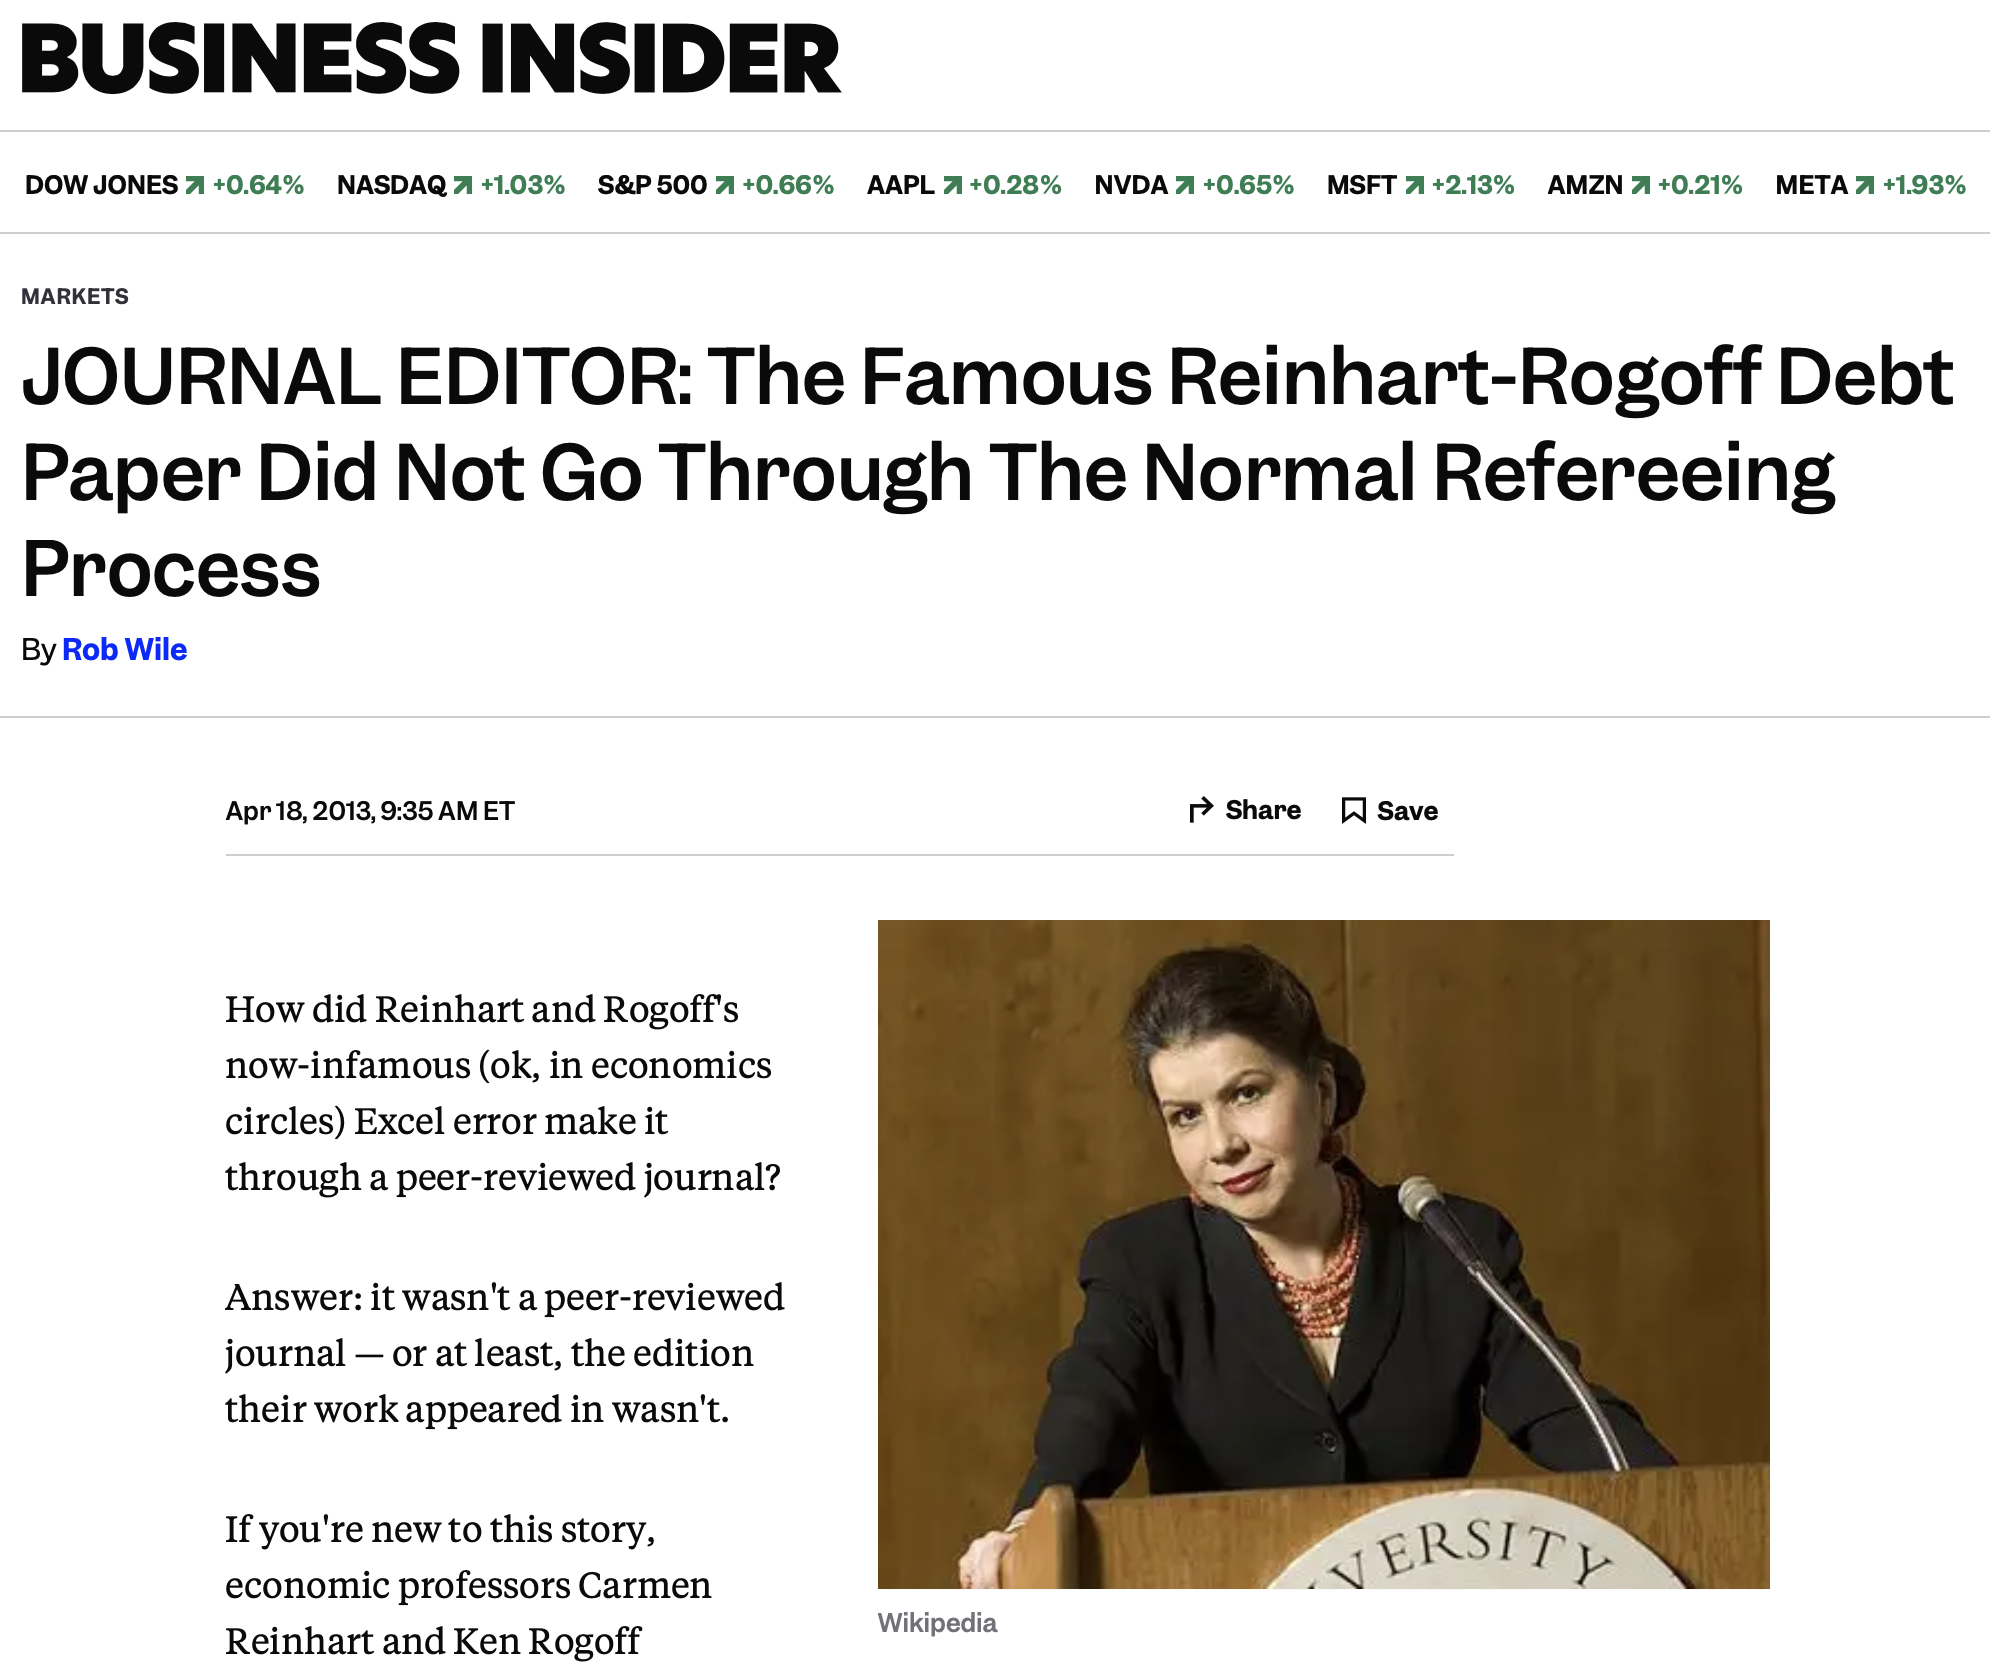 BUSINESS INSIDER
DOW JONES +0.64% NASDAQ +1.03% S&P 500 +0.66% AAPL +0.28% NVDA +0.65% MSFT +2.13% AMZN +0.21% META +1.93%
MARKETS
JOURNAL EDITOR: The Famous Reinhart-Rogoff Debt
Paper Did Not Go Through The Normal Refereeing
Process
By Rob Wile
Apr 18, 2013, 9:35 AM ET
Share Save
How did Reinhart and Rogoff's
now-infamous (ok, in economics
circles) Excel error make it
through a peer-reviewed journal?
Answer: it wasn't a peer-reviewed
journal — or at least, the edition
their work appeared in wasn't.
If you're new to this story,
economic professors Carmen
Reinhart and Ken Rogoff
VERSITY
Wikipedia